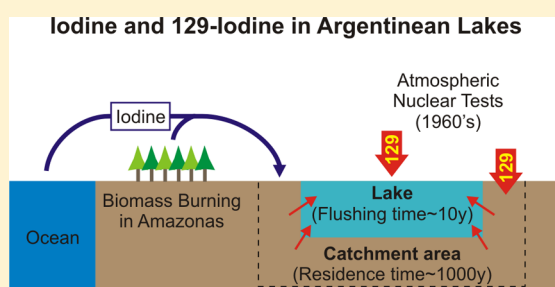 Iodine and 129-Iodine in Argentinean Lakes
Atmospheric
Nuclear Tests
(1960's)
Iodine
129
129
Biomass Burning
in Amazonas
Lake
(Flushing time~10y)
Ocean
Catchment area
(Residence time~1000y)